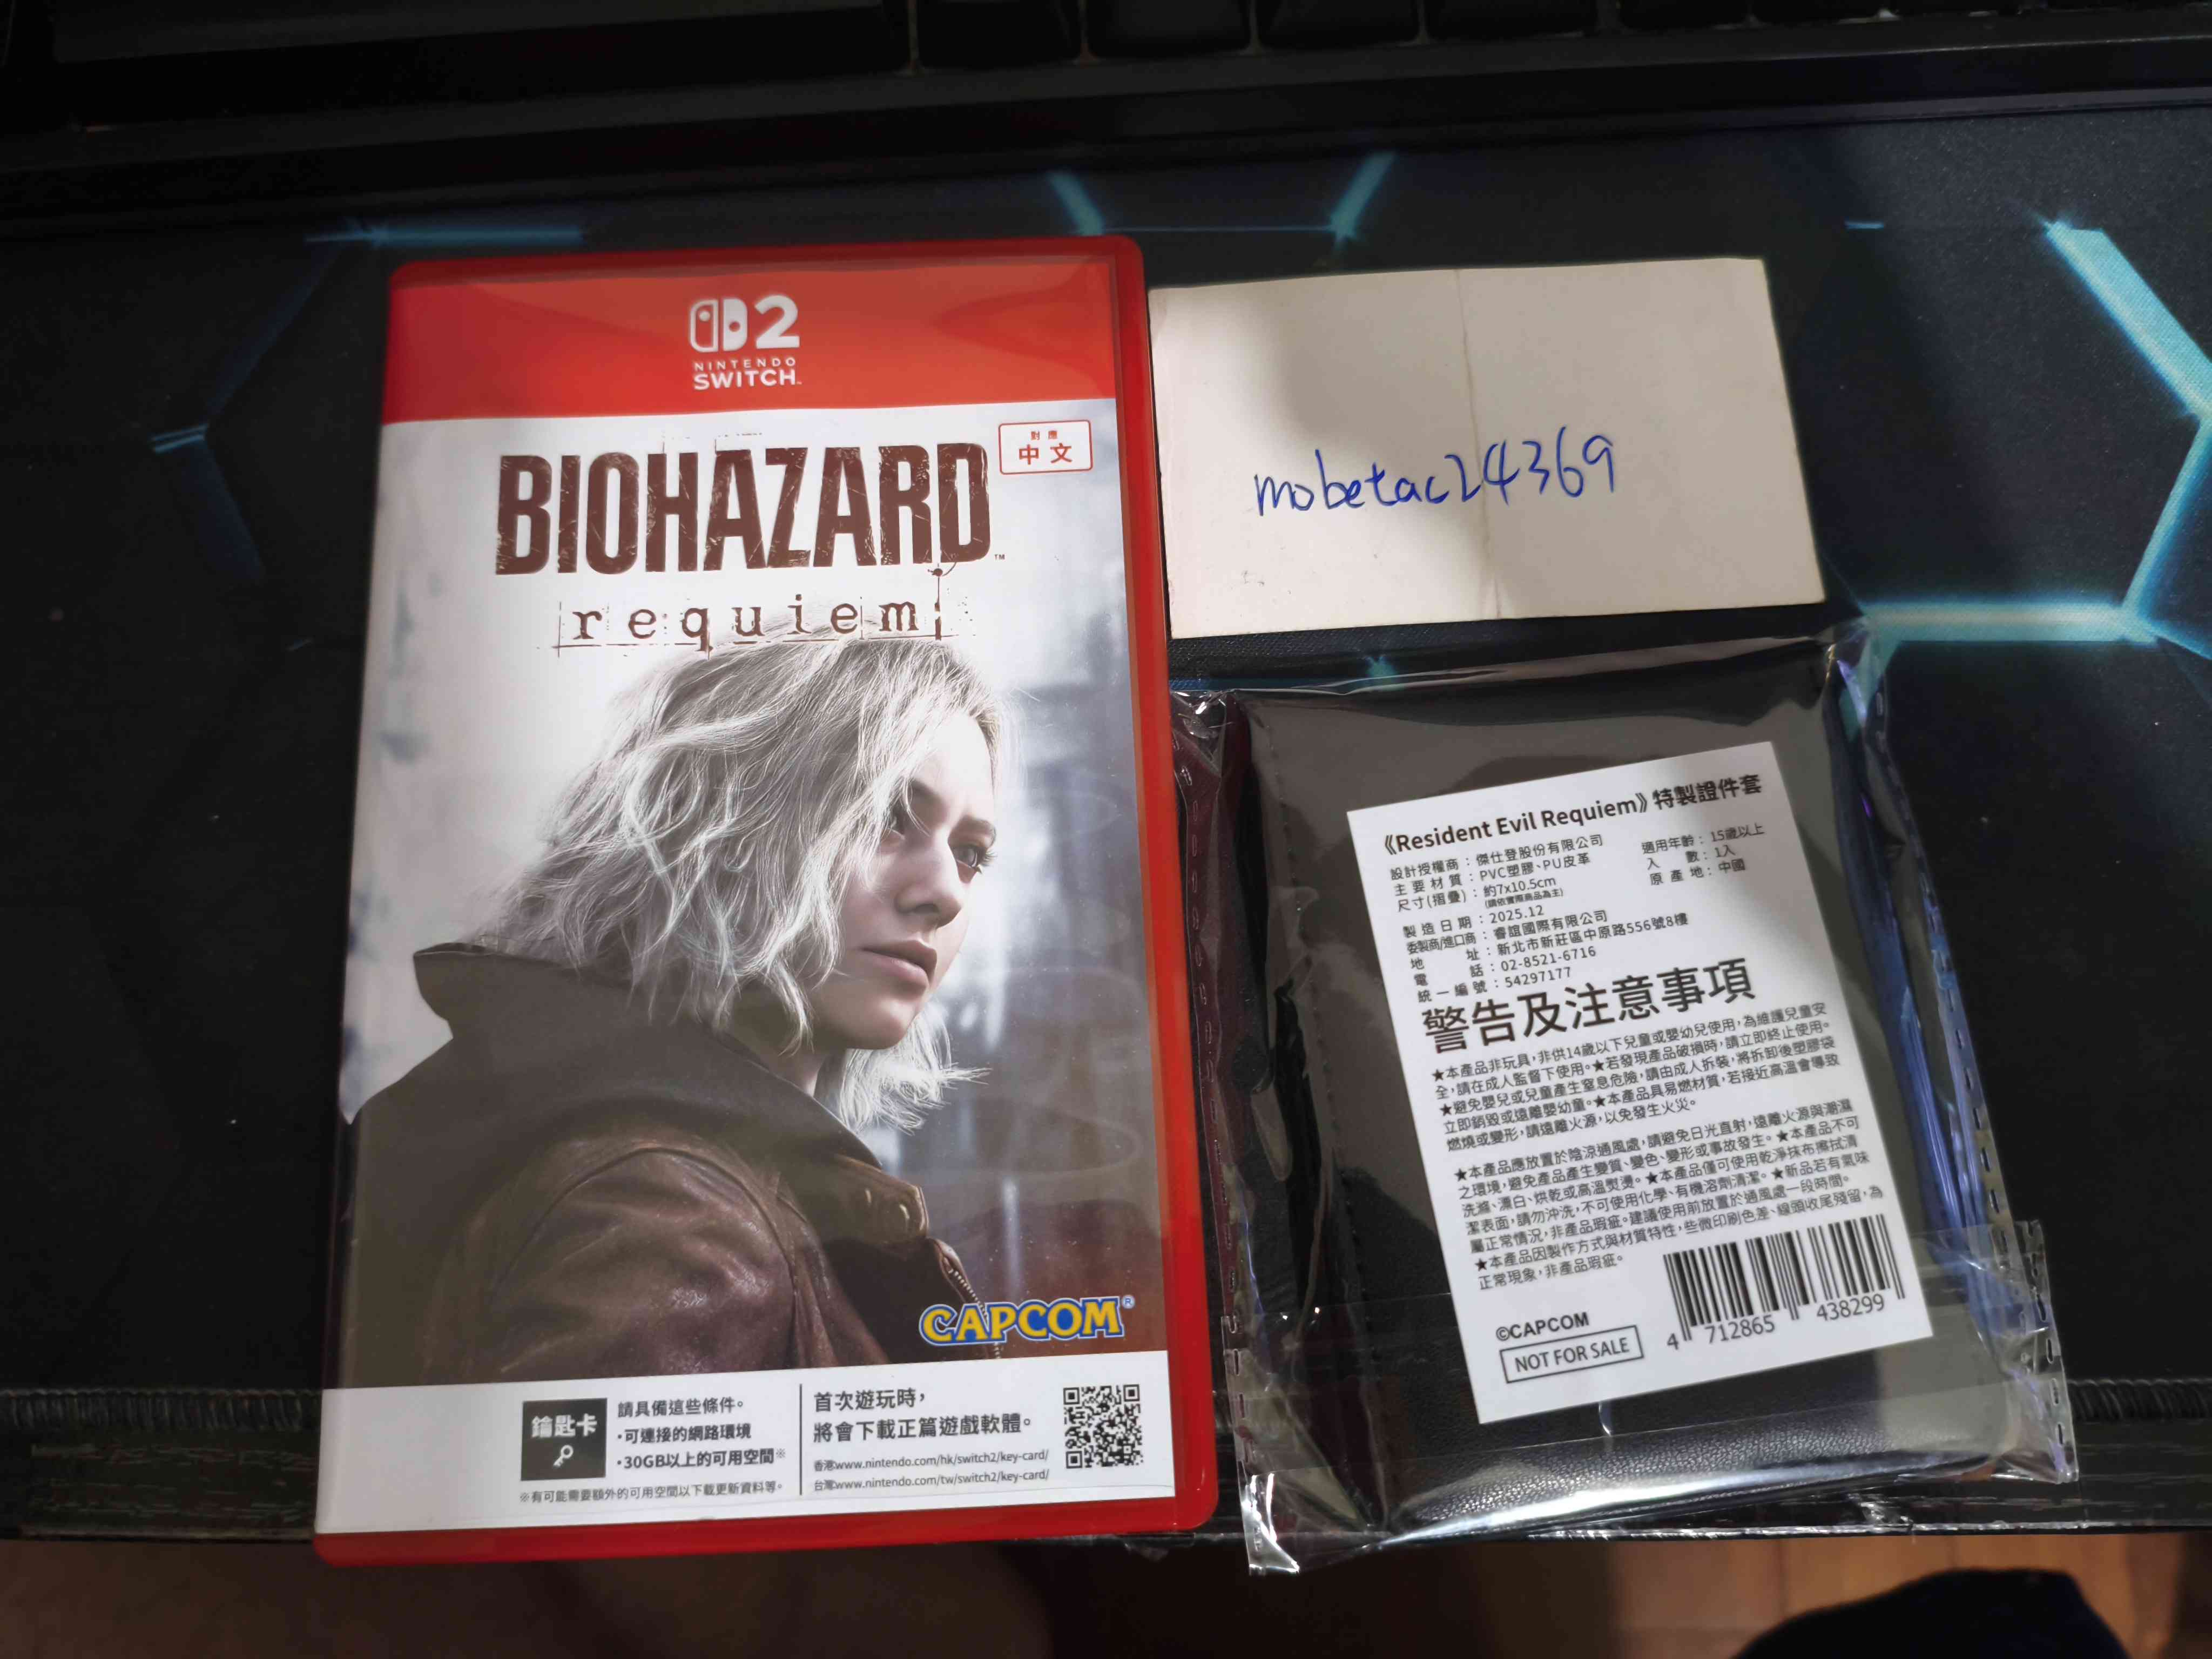 2
NINTENDO
SWITCH
BIOHAZARD™
requiem
對應
中文
CAPCOM®
鑰匙卡
請具備這些條件。
・可連接的網路環境
・30GB以上的可用空間※
※有可能需要額外的可用空間以下載更新資料等。
首次遊玩時，
將會下載正篇遊戲軟體。
香港www.nintendo.com/hk/switch2/key-card/
台灣www.nintendo.com/tw/switch2/key-card/
mobetac24369
《Resident Evil Requiem》特製證件套
設計授權商：傑仕登股份有限公司
主要材質：PVC塑膠、PU皮革
尺寸(摺疊)：約7x10.5cm
(請依實際商品為主)
適用年齡：15歲以上
入數：1入
原產地：中國
製造日期：2025.12
委製商/進口商：睿誼國際有限公司
地址：新北市新莊區中原路556號8樓
電話：02-8521-6716
統一編號：54297177
警告及注意事項
★本產品非玩具，非供14歲以下兒童或嬰幼兒使用，為維護兒童安
全，請在成人監督下使用。★若發現產品破損時，請立即終止使用。
★避免嬰兒或兒童產生窒息危險，請由成人拆裝，將拆卸後塑膠袋
立即銷毀或遠離嬰幼童。★本產品具易燃材質，若接近高溫會導致
燃燒或變形，請遠離火源，以免發生火災。
★本產品應放置於陰涼通風處，請避免日光直射，遠離火源與潮濕
之環境，避免產品產生變質、變色、變形或事故發生。★本產品不可
洗滌、漂白、烘乾或高溫熨燙。★本產品僅可使用乾淨抹布擦拭清
潔表面，請勿沖洗，不可使用化學、有機溶劑清潔。★新品若有氣味
屬正常情況，非產品瑕疵。建議使用前放置於通風處一段時間。
★本產品因製作方式與材質特性，些微印刷色差、線頭收尾殘留，為
正常現象，非產品瑕疵。
©CAPCOM
NOT FOR SALE
4 712865 438299